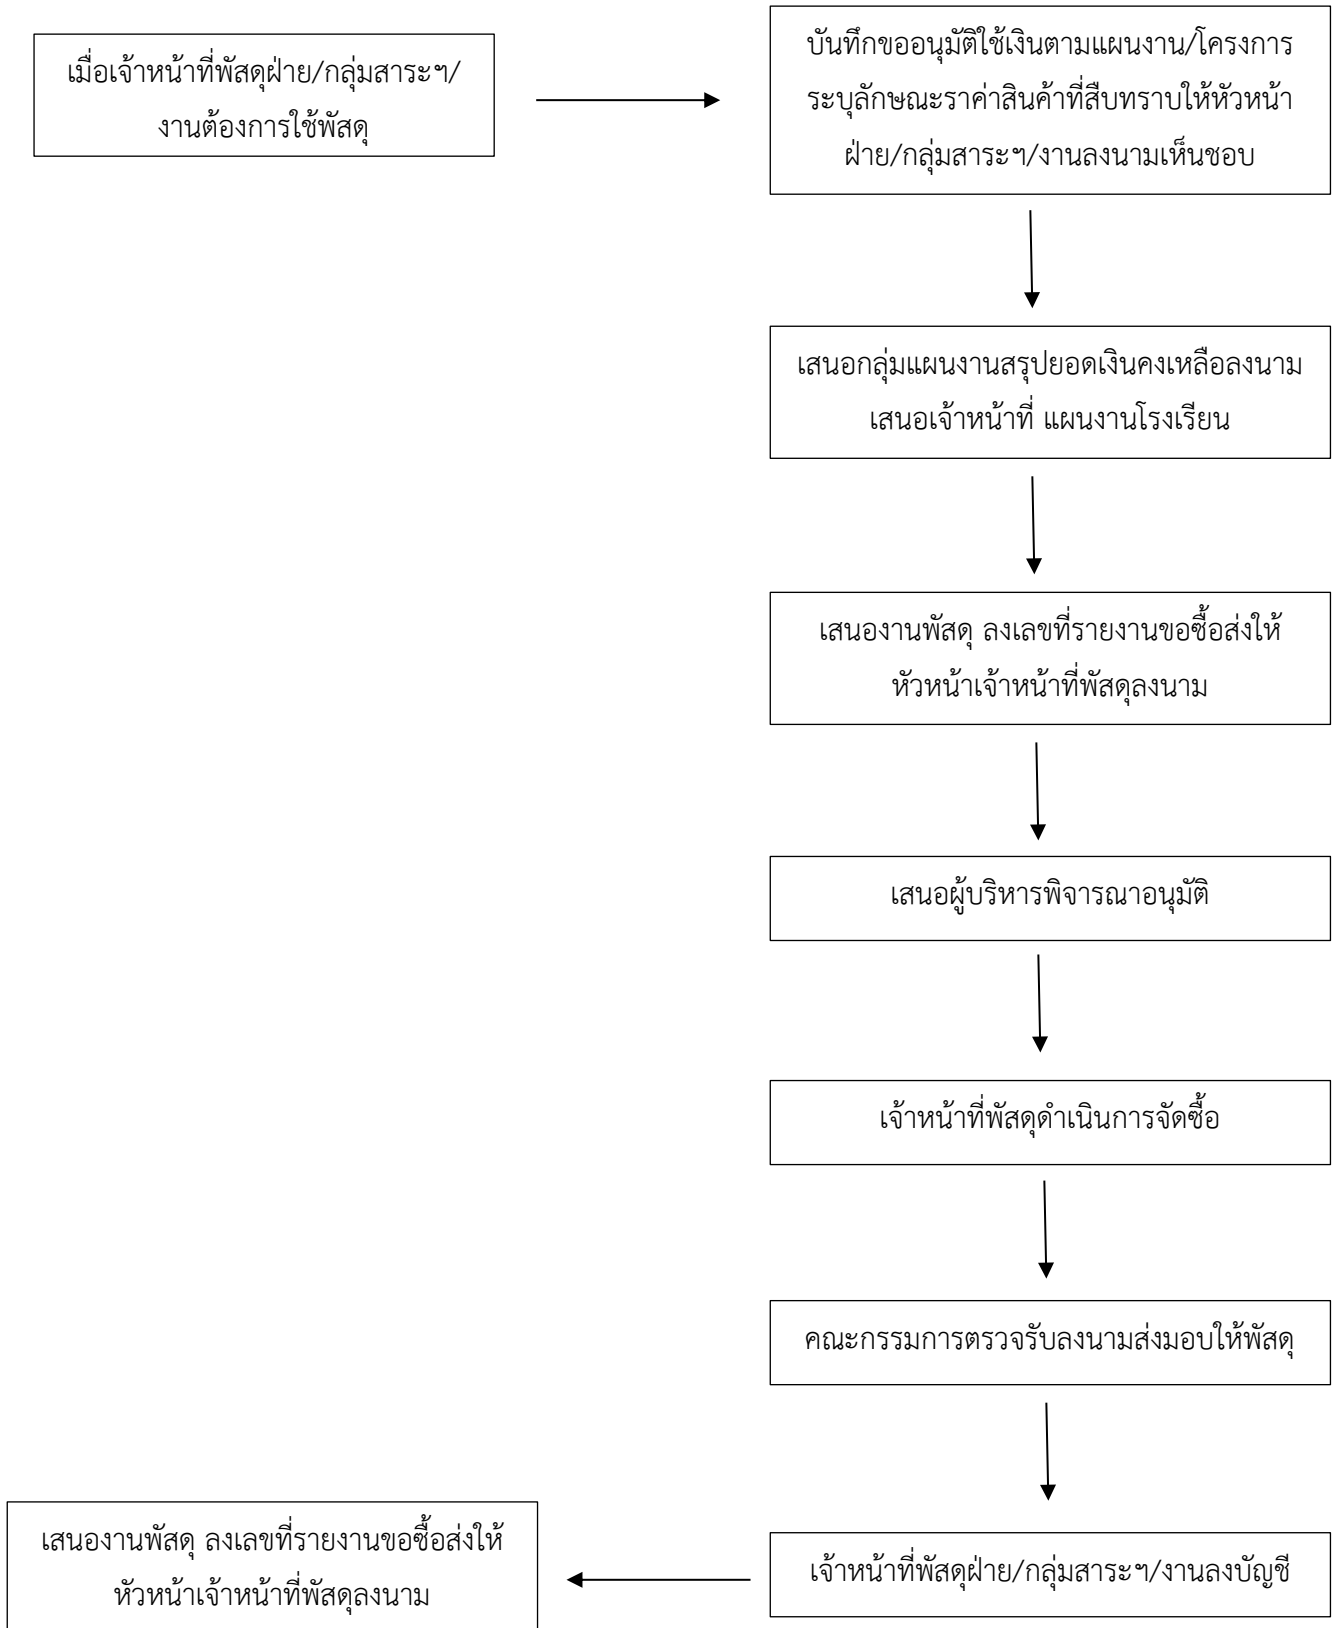 เมื่อเจ้าหน้าที่พัสดุฝ่าย/กลุ่มสาระฯ/
งานต้องการใช้พัสดุ
บันทึกขออนุมัติใช้เงินตามแผนงาน/โครงการ
ระบุลักษณะราค่าสินค้าที่สืบทราบให้หัวหน้า
ฝ่าย/กลุ่มสาระฯ/งานลงนามเห็นชอบ
เสนอกลุ่มแผนงานสรุปยอดเงินคงเหลือลงนาม
เสนอเจ้าหน้าที่ แผนงานโรงเรียน
เสนองานพัสดุ ลงเลขที่รายงานขอซื้อส่งให้
หัวหน้าเจ้าหน้าที่พัสดุลงนาม
เสนอผู้บริหารพิจารณาอนุมัติ
เจ้าหน้าที่พัสดุดำเนินการจัดซื้อ
คณะกรรมการตรวจรับลงนามส่งมอบให้พัสดุ
เจ้าหน้าที่พัสดุฝ่าย/กลุ่มสาระฯ/งานลงบัญชี
เสนองานพัสดุ ลงเลขที่รายงานขอซื้อส่งให้
หัวหน้าเจ้าหน้าที่พัสดุลงนาม